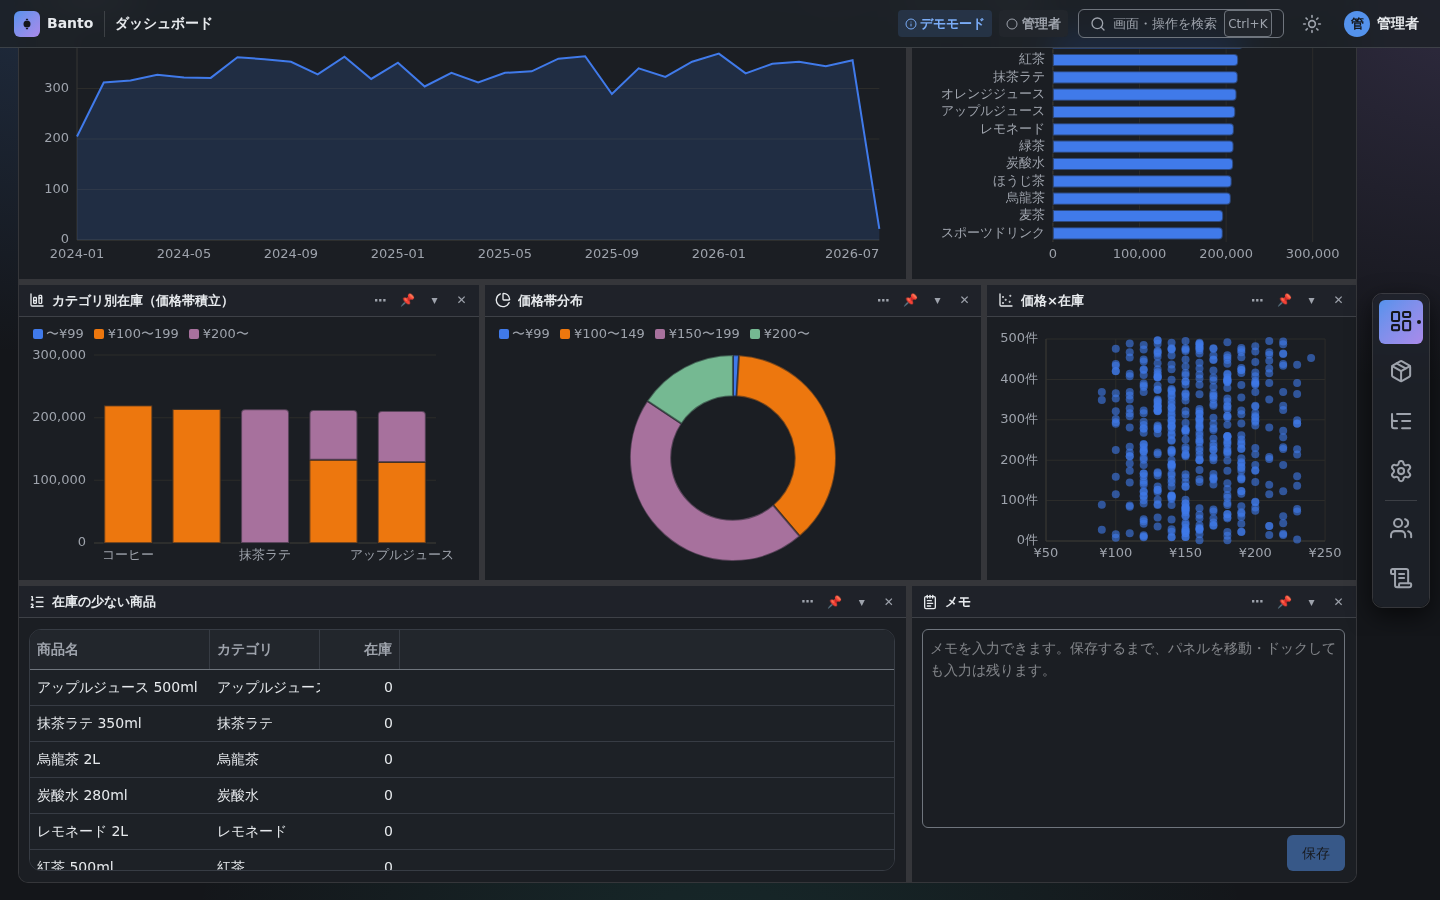 Banto ダッシュボード デモモード 管理者 画面・操作を検索 Ctrl+K 管 管理者
300
200
100
0
2024-01 2024-05 2024-09 2025-01 2025-05 2025-09 2026-01 2026-07
紅茶
抹茶ラテ
オレンジジュース
アップルジュース
レモネード
緑茶
炭酸水
ほうじ茶
烏龍茶
麦茶
スポーツドリンク
0 100,000 200,000 300,000
カテゴリ別在庫（価格帯積立）
〜¥99 ¥100〜199 ¥200〜
300,000
200,000
100,000
0
コーヒー 抹茶ラテ アップルジュース
価格帯分布
〜¥99 ¥100〜149 ¥150〜199 ¥200〜
価格×在庫
500件
400件
300件
200件
100件
0件
¥50 ¥100 ¥150 ¥200 ¥250
在庫の少ない商品
商品名 カテゴリ 在庫
アップルジュース 500ml アップルジュース 0
抹茶ラテ 350ml 抹茶ラテ 0
烏龍茶 2L 烏龍茶 0
炭酸水 280ml 炭酸水 0
レモネード 2L レモネード 0
紅茶 500ml 紅茶 0
メモ
メモを入力できます。保存するまで、パネルを移動・ドックして
も入力は残ります。
保存